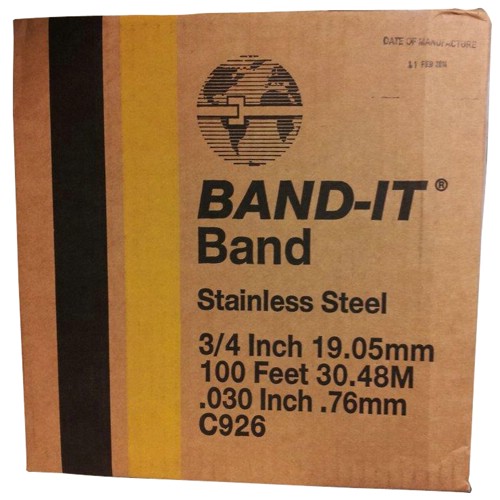 DATE OF MANUFACTURE
FEB
BAND-IT®
Band
Stainless Steel
3/4 Inch 19.05mm
100 Feet 30.48M
.030 Inch .76mm
C926